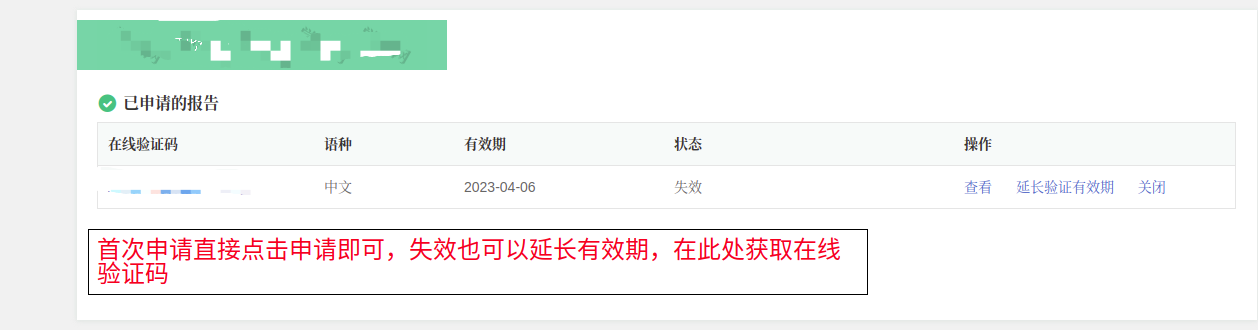 已申请的报告
在线验证码 语种 有效期 状态 操作
中文 2023-04-06 失效 查看 延长验证有效期 关闭
首次申请直接点击申请即可，失效也可以延长有效期，在此处获取在线
验证码